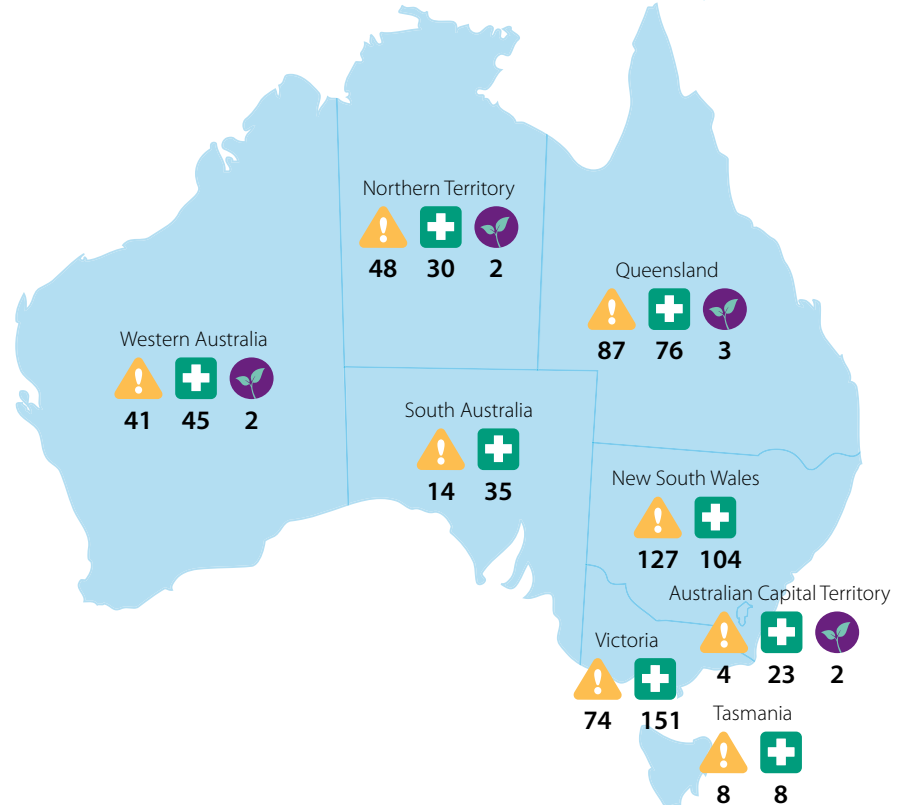 Northern Territory
48 30 2
Queensland
87 76 3
Western Australia
41 45 2
South Australia
14 35
New South Wales
127 104
Australian Capital Territory
4 23 2
Victoria
74 151
Tasmania
8 8